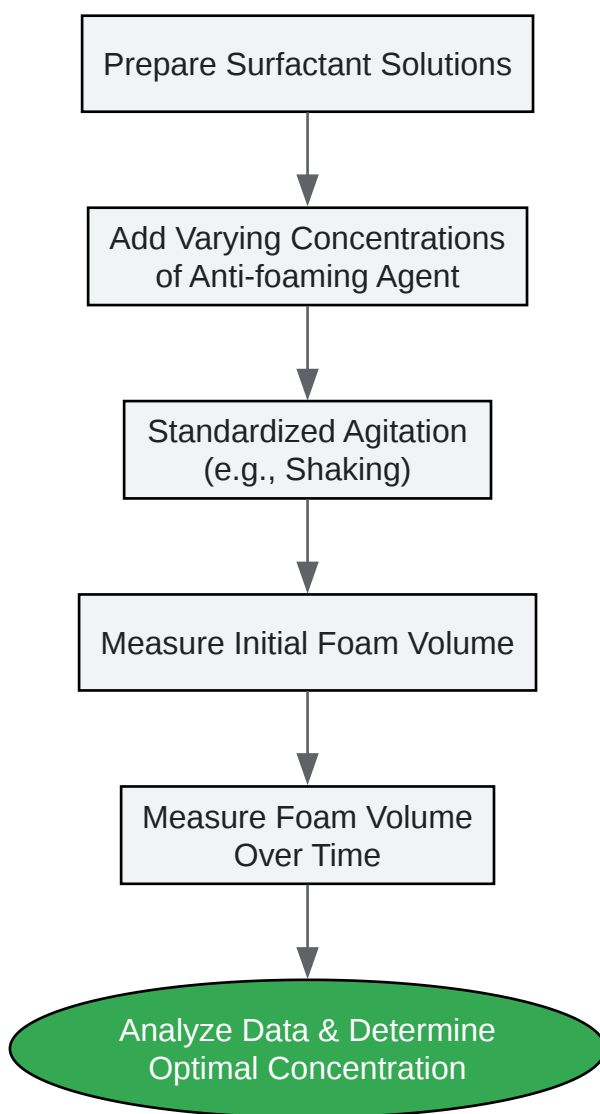 Prepare Surfactant Solutions
Add Varying Concentrations
of Anti-foaming Agent
Standardized Agitation
(e.g., Shaking)
Measure Initial Foam Volume
Measure Foam Volume
Over Time
Analyze Data & Determine
Optimal Concentration